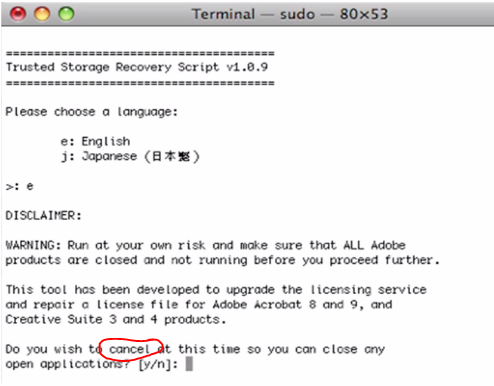 Terminal — sudo — 80×53
=======================================
Trusted Storage Recovery Script v1.0.9
=======================================
Please choose a language:
e: English
j: Japanese (日本髦)
>: e
DISCLAIMER:
WARNING: Run at your own risk and make sure that ALL Adobe
products are closed and not running before you proceed further.
This tool has been developed to upgrade the licensing service
and repair a license file for Adobe Acrobat 8 and 9, and
Creative Suite 3 and 4 products.
Do you wish to cancel at this time so you can close any
open applications? [y/n]: